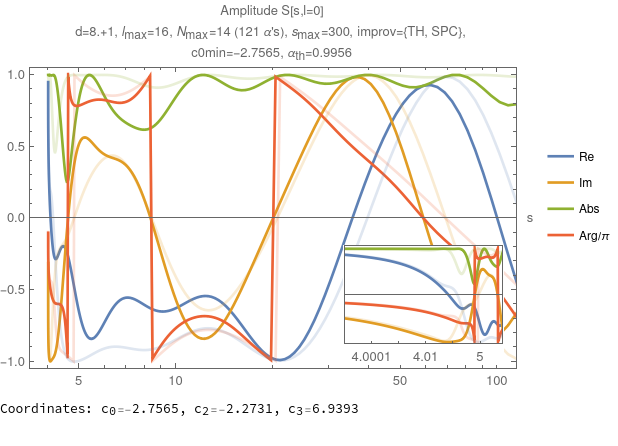 Amplitude S[s,l=0]
d=8.+1, lmax=16, Nmax=14 (121 α's), smax=300, improv={TH, SPC},
c0min=−2.7565, αth=0.9956
1.0
0.5
0.0
−0.5
−1.0
5
10
50
100
s
4.0001
4.01
5
Re
Im
Abs
Arg/π
Coordinates: c0=−2.7565, c2=−2.2731, c3=6.9393